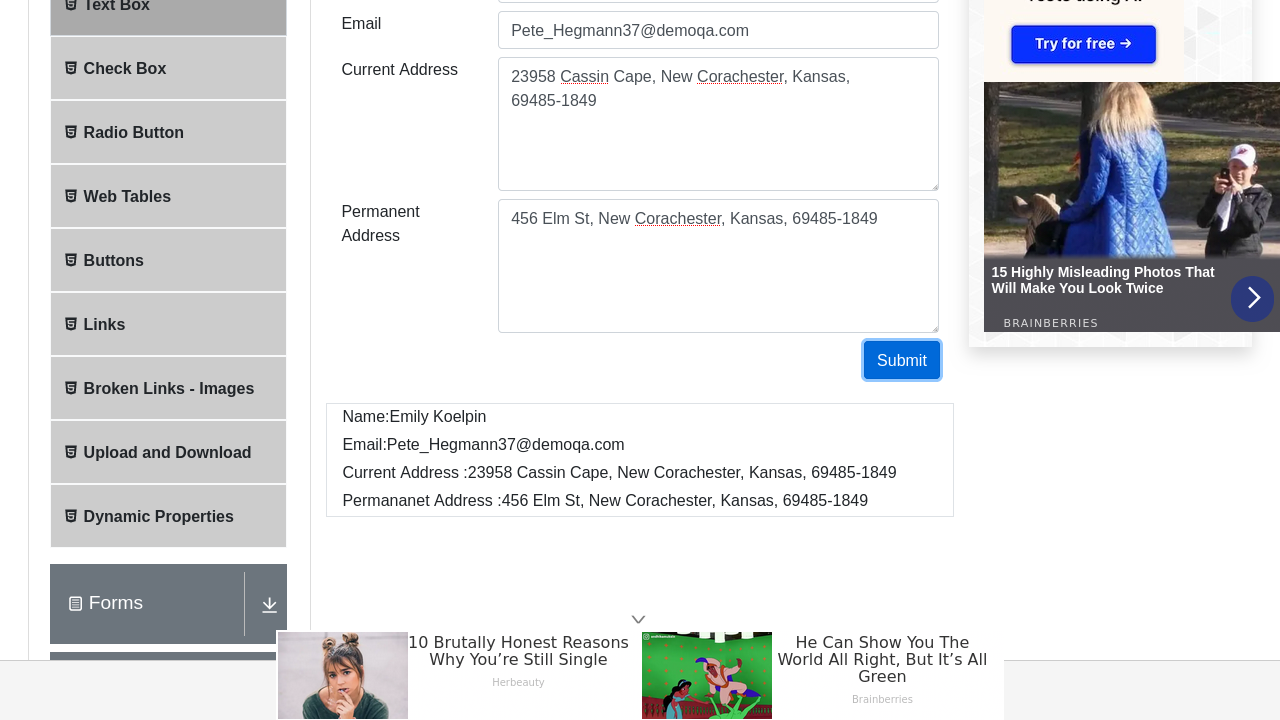 Text Box
Check Box
Radio Button
Web Tables
Buttons
Links
Broken Links - Images
Upload and Download
Dynamic Properties
Forms
Email
Pete_Hegmann37@demoqa.com
Current Address
23958 Cassin Cape, New Corachester, Kansas,
69485-1849
Permanent
Address
456 Elm St, New Corachester, Kansas, 69485-1849
Submit
Name:Emily Koelpin
Email:Pete_Hegmann37@demoqa.com
Current Address :23958 Cassin Cape, New Corachester, Kansas, 69485-1849
Permananet Address :456 Elm St, New Corachester, Kansas, 69485-1849
Try for free →
15 Highly Misleading Photos That
Will Make You Look Twice
BRAINBERRIES
10 Brutally Honest Reasons
Why You’re Still Single
Herbeauty
He Can Show You The
World All Right, But It’s All
Green
Brainberries